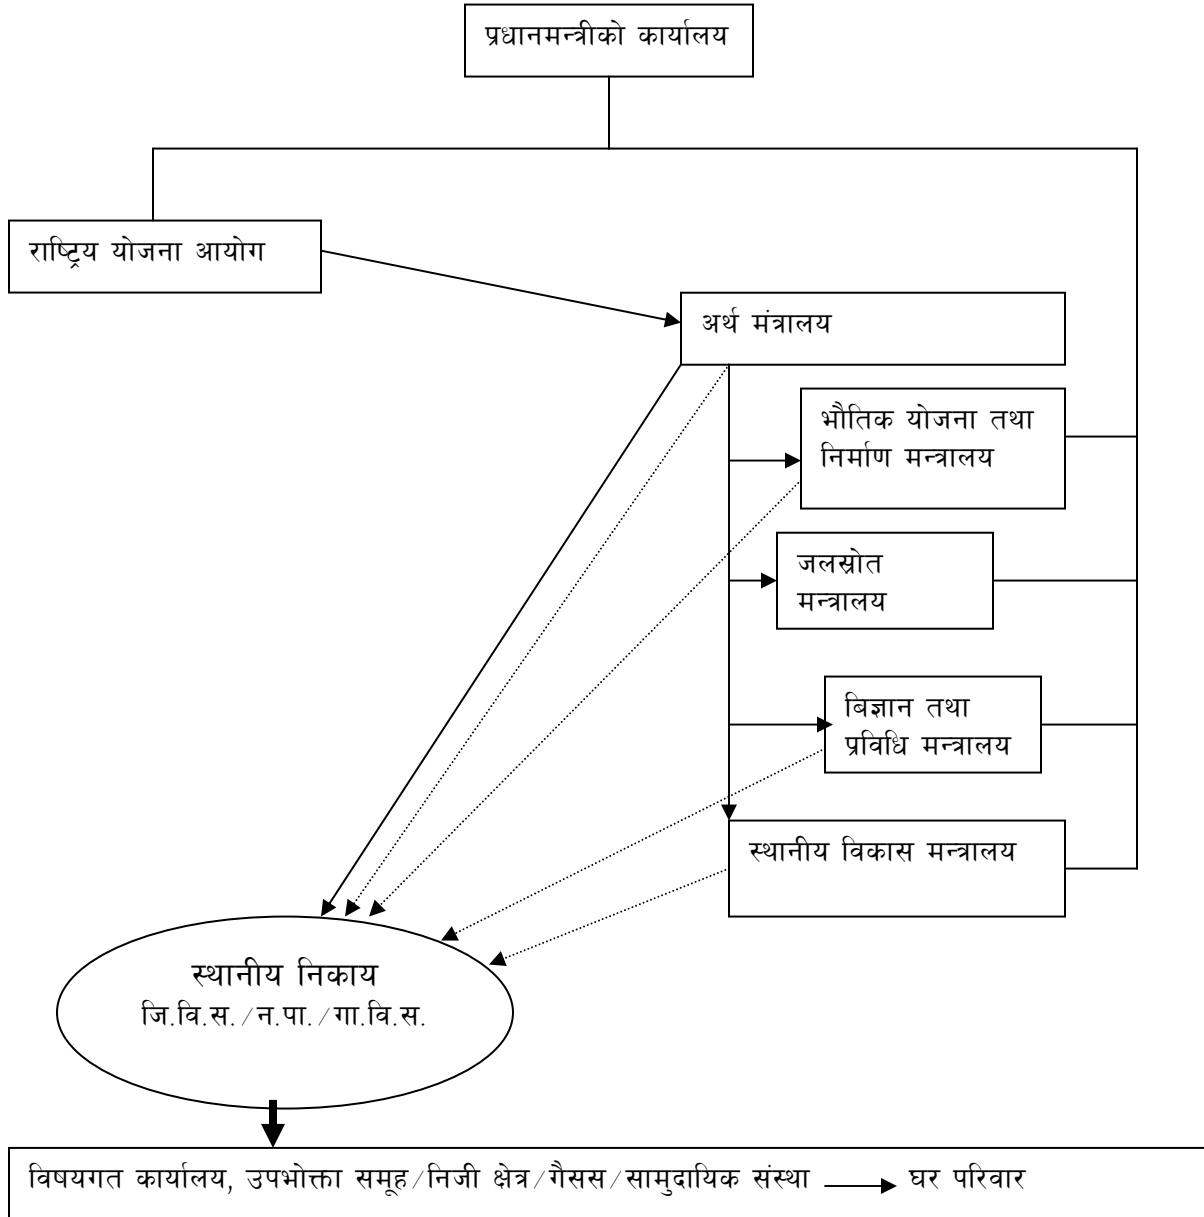 प्रधानमन्त्रीको कार्यालय
राष्ट्रिय योजना आयोग
अर्थ मंत्रालय
भौतिक योजना तथा
निर्माण मन्त्रालय
जलस्रोत
मन्त्रालय
बिज्ञान तथा
प्रविधि मन्त्रालय
स्थानीय विकास मन्त्रालय
स्थानीय निकाय
जि.वि.स./न.पा./गा.वि.स.
विषयगत कार्यालय, उपभोक्ता समूह/निजी क्षेत्र/गैसस/सामुदायिक संस्था घर परिवार